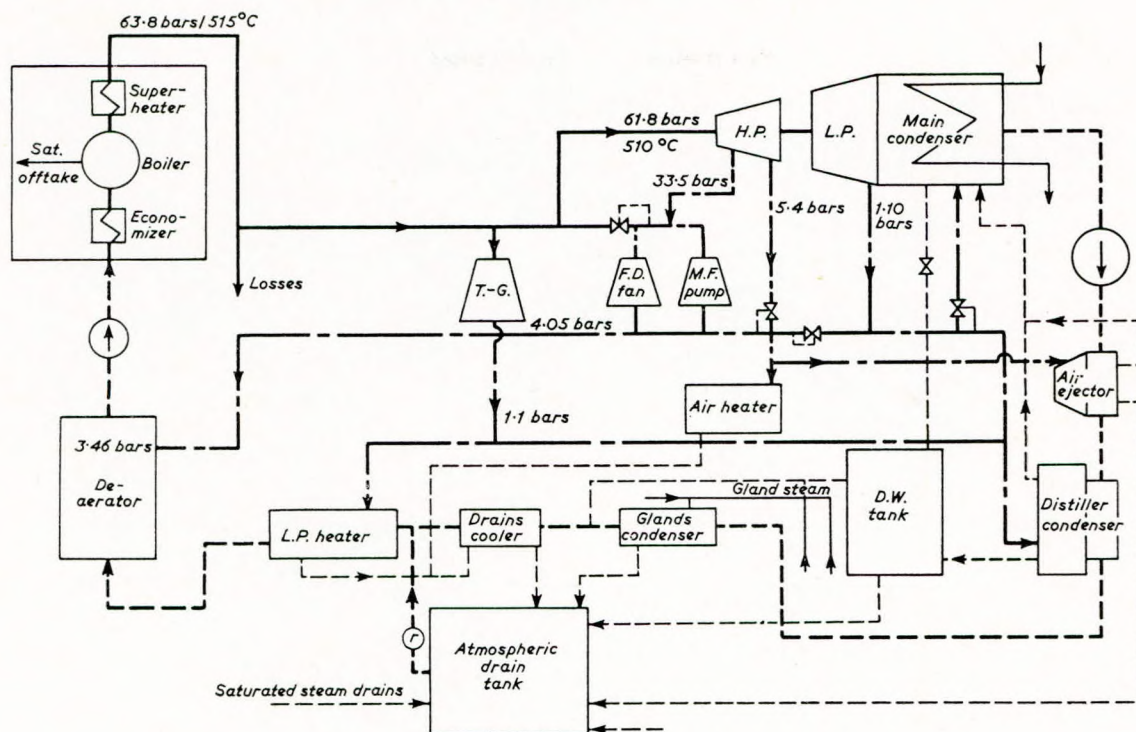 63·8 bars/515°C
Super-
heater
Sat.
offtake
Boiler
Econo-
mizer
Losses
61·8 bars
510 °C
H.P.
L.P.
Main
condenser
33·5 bars
5·4 bars
1·10
bars
T.-G.
F.D.
fan
M.F.
pump
4·05 bars
Air heater
Air
ejector
1·1 bars
3·46 bars
De-
aerator
L.P. heater
Drains
cooler
Gland steam
Glands
condenser
D.W.
tank
Distiller
condenser
r
Atmospheric
drain
tank
Saturated steam drains